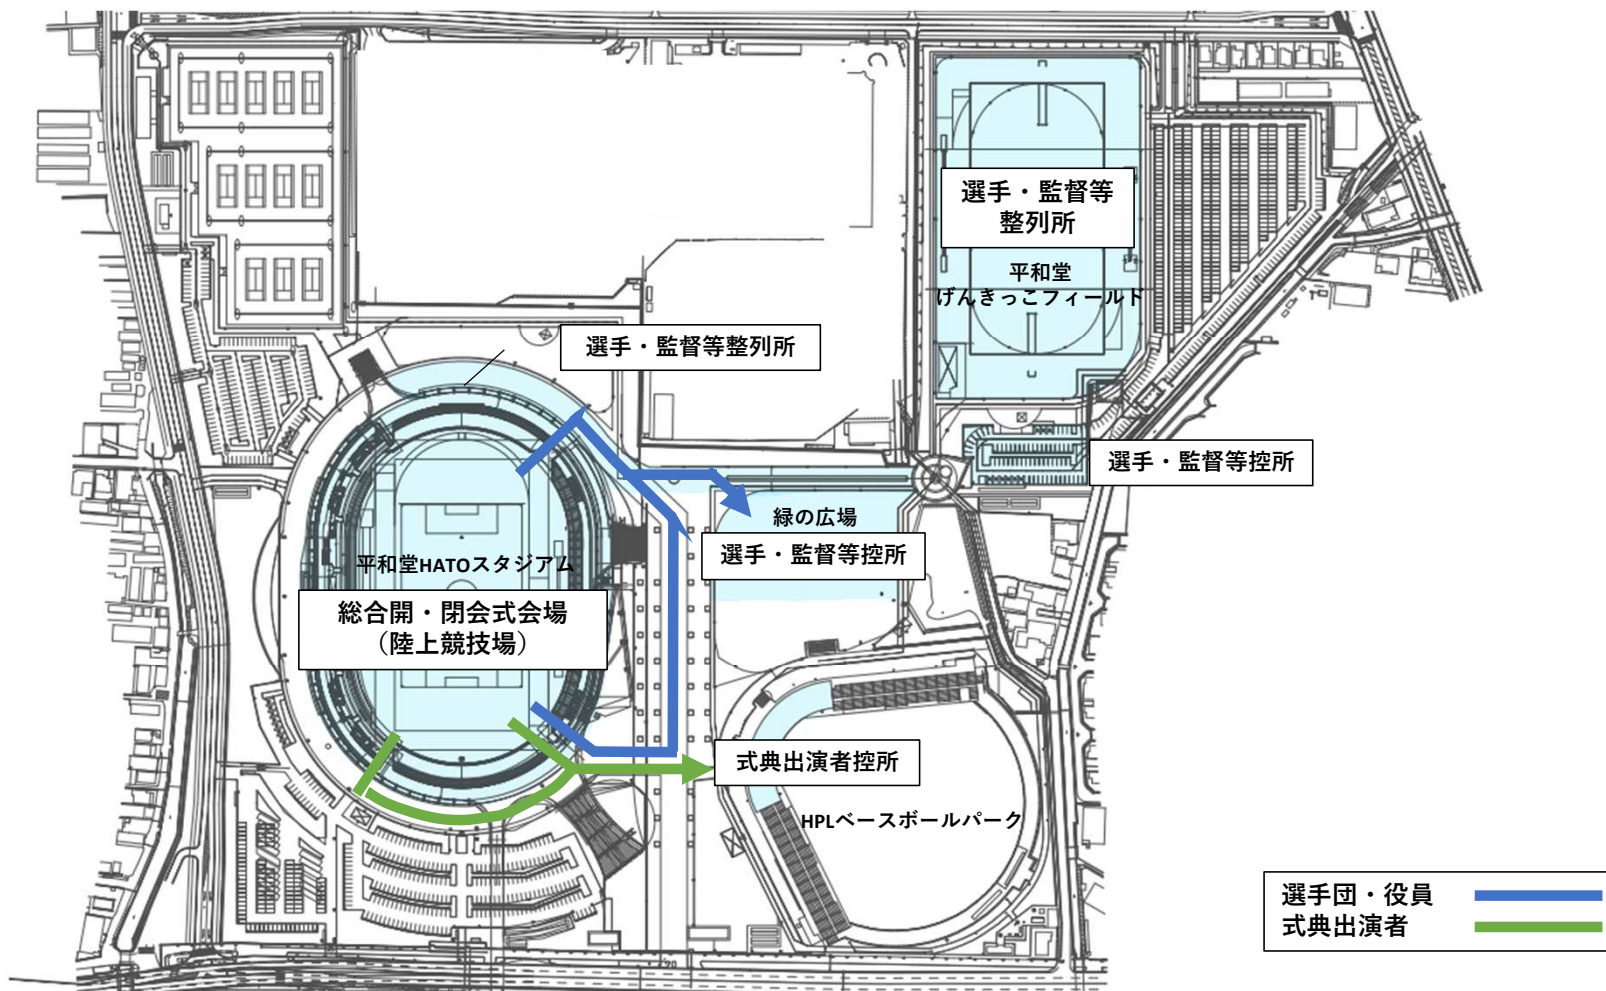 選手・監督等
整列所
平和堂
げんきっこフィールド
選手・監督等整列所
選手・監督等控所
緑の広場
選手・監督等控所
平和堂HATOスタジアム
総合開・閉会式会場
（陸上競技場）
式典出演者控所
HPLベースボールパーク
選手団・役員
式典出演者